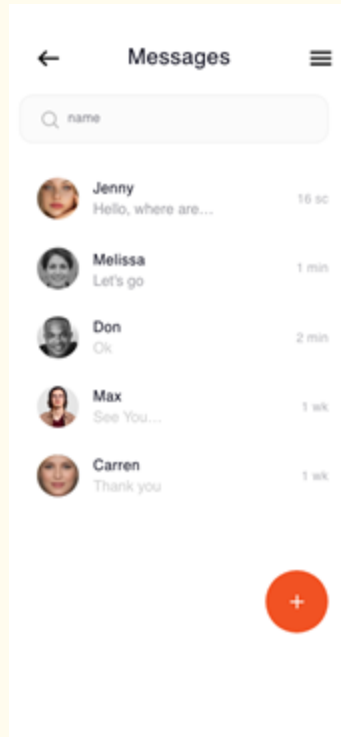 Messages
name
Jenny
Hello, where are...
16 sc
Melissa
Let's go
1 min
Don
Ok
2 min
Max
See You...
1 wk
Carren
Thank you
1 wk
+